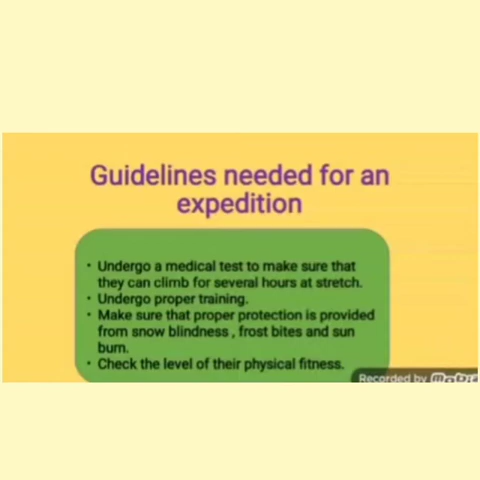 Guidelines needed for an
expedition
• Undergo a medical test to make sure that
they can climb for several hours at stretch.
• Undergo proper training.
• Make sure that proper protection is provided
from snow blindness , frost bites and sun
burn.
• Check the level of their physical fitness.
Recorded by